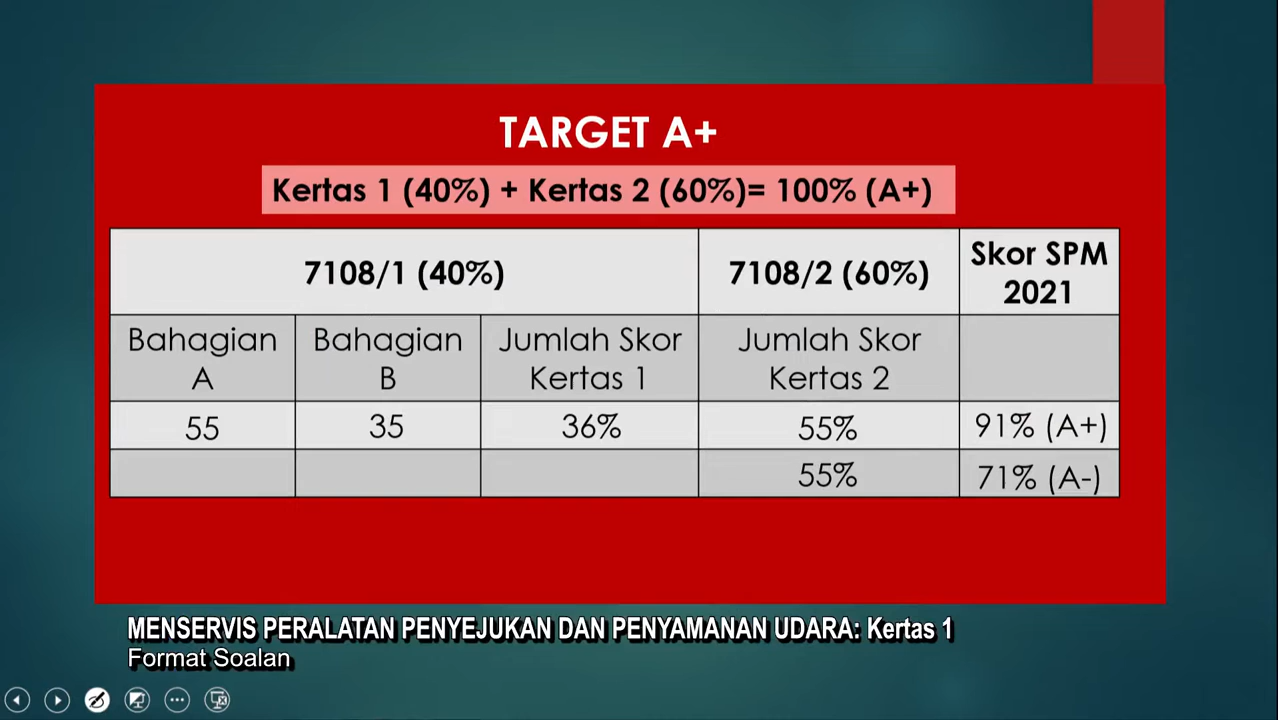 TARGET A+
Kertas 1 (40%) + Kertas 2 (60%)= 100% (A+)
7108/1 (40%)
7108/2 (60%)
Skor SPM
2021
Bahagian
A
Bahagian
B
Jumlah Skor
Kertas 1
Jumlah Skor
Kertas 2
55
35
36%
55%
91% (A+)
55%
71% (A-)
MENSERVIS PERALATAN PENYEJUKAN DAN PENYAMANAN UDARA: Kertas 1
Format Soalan